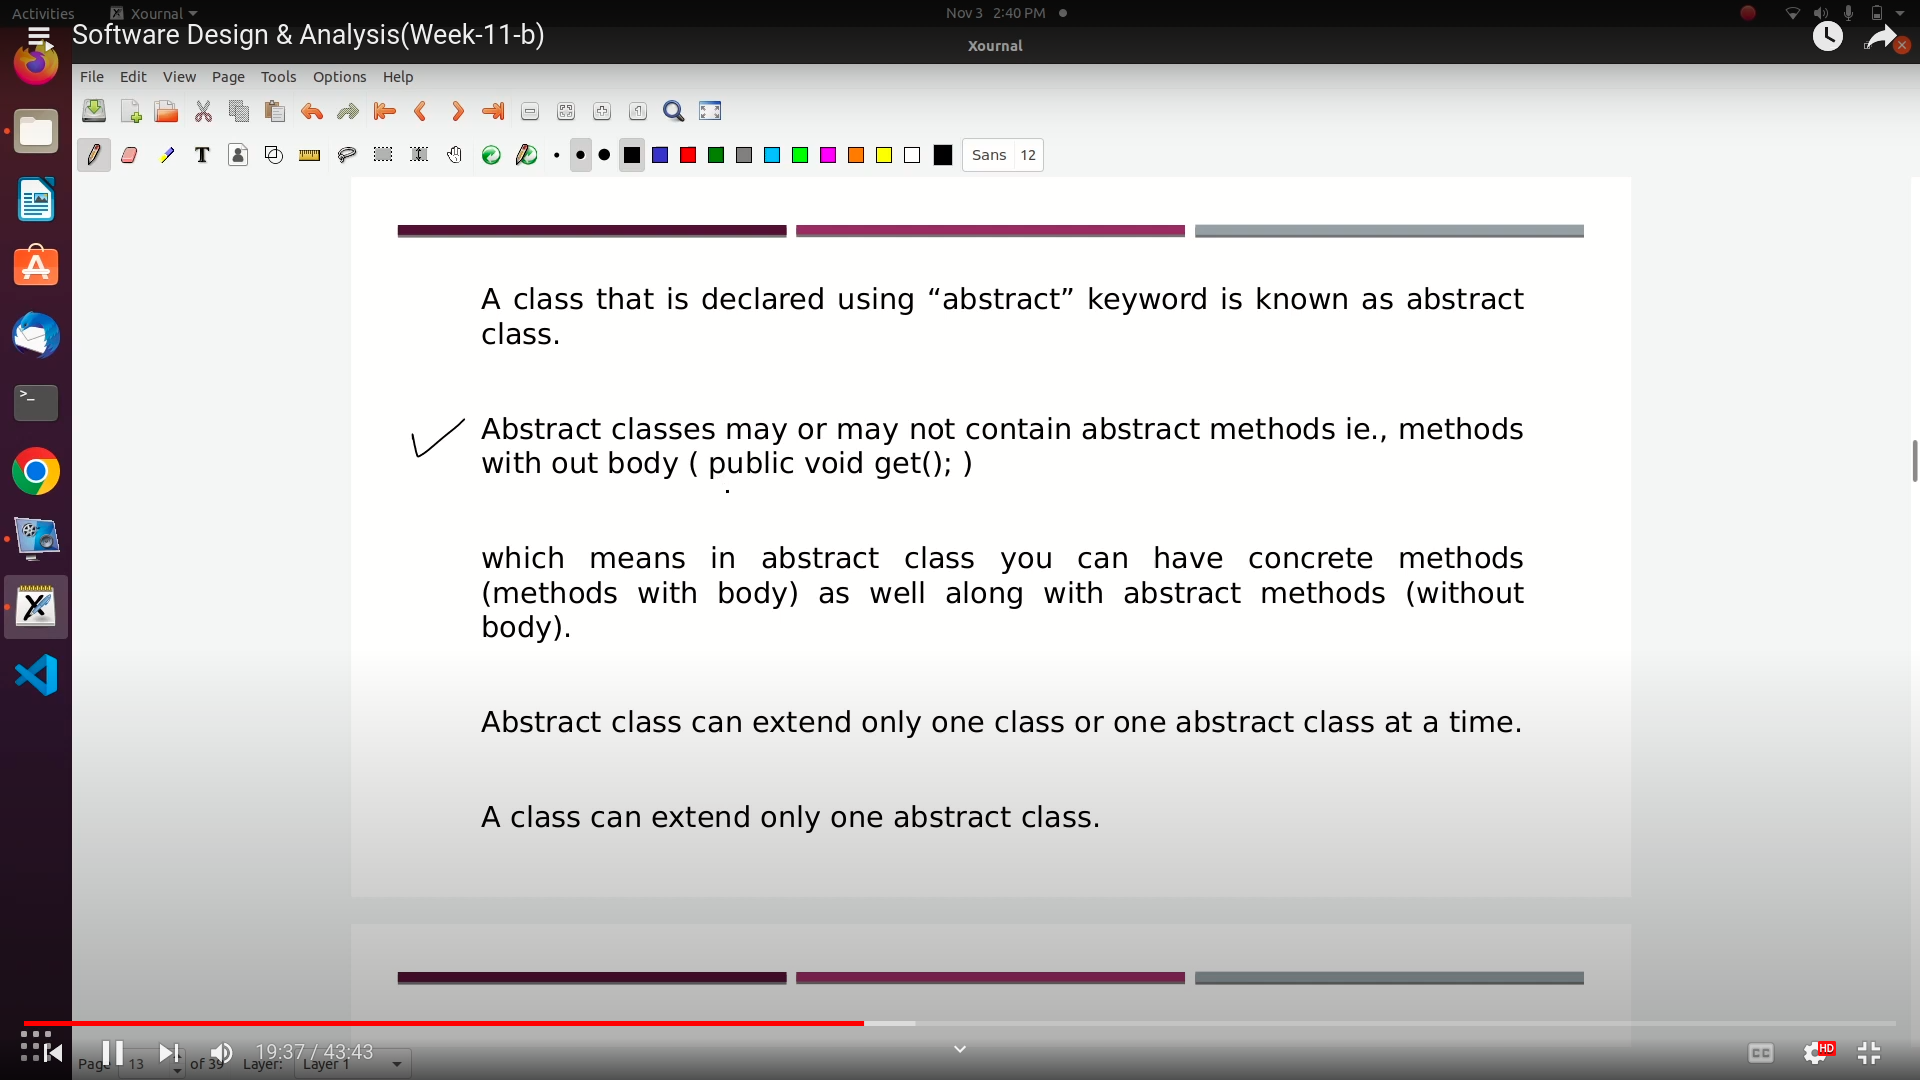 Activities
Xournal
Nov 3 2:40 PM
Software Design & Analysis(Week-11-b)
Xournal
File Edit View Page Tools Options Help
T
Sans 12
A class that is declared using “abstract” keyword is known as abstract
class.
Abstract classes may or may not contain abstract methods ie., methods
with out body ( public void get(); )
which means in abstract class you can have concrete methods
(methods with body) as well along with abstract methods (without
body).
Abstract class can extend only one class or one abstract class at a time.
A class can extend only one abstract class.
19:37 / 43:43
CC
HD
Page 13 of 39 Layer: Layer 1